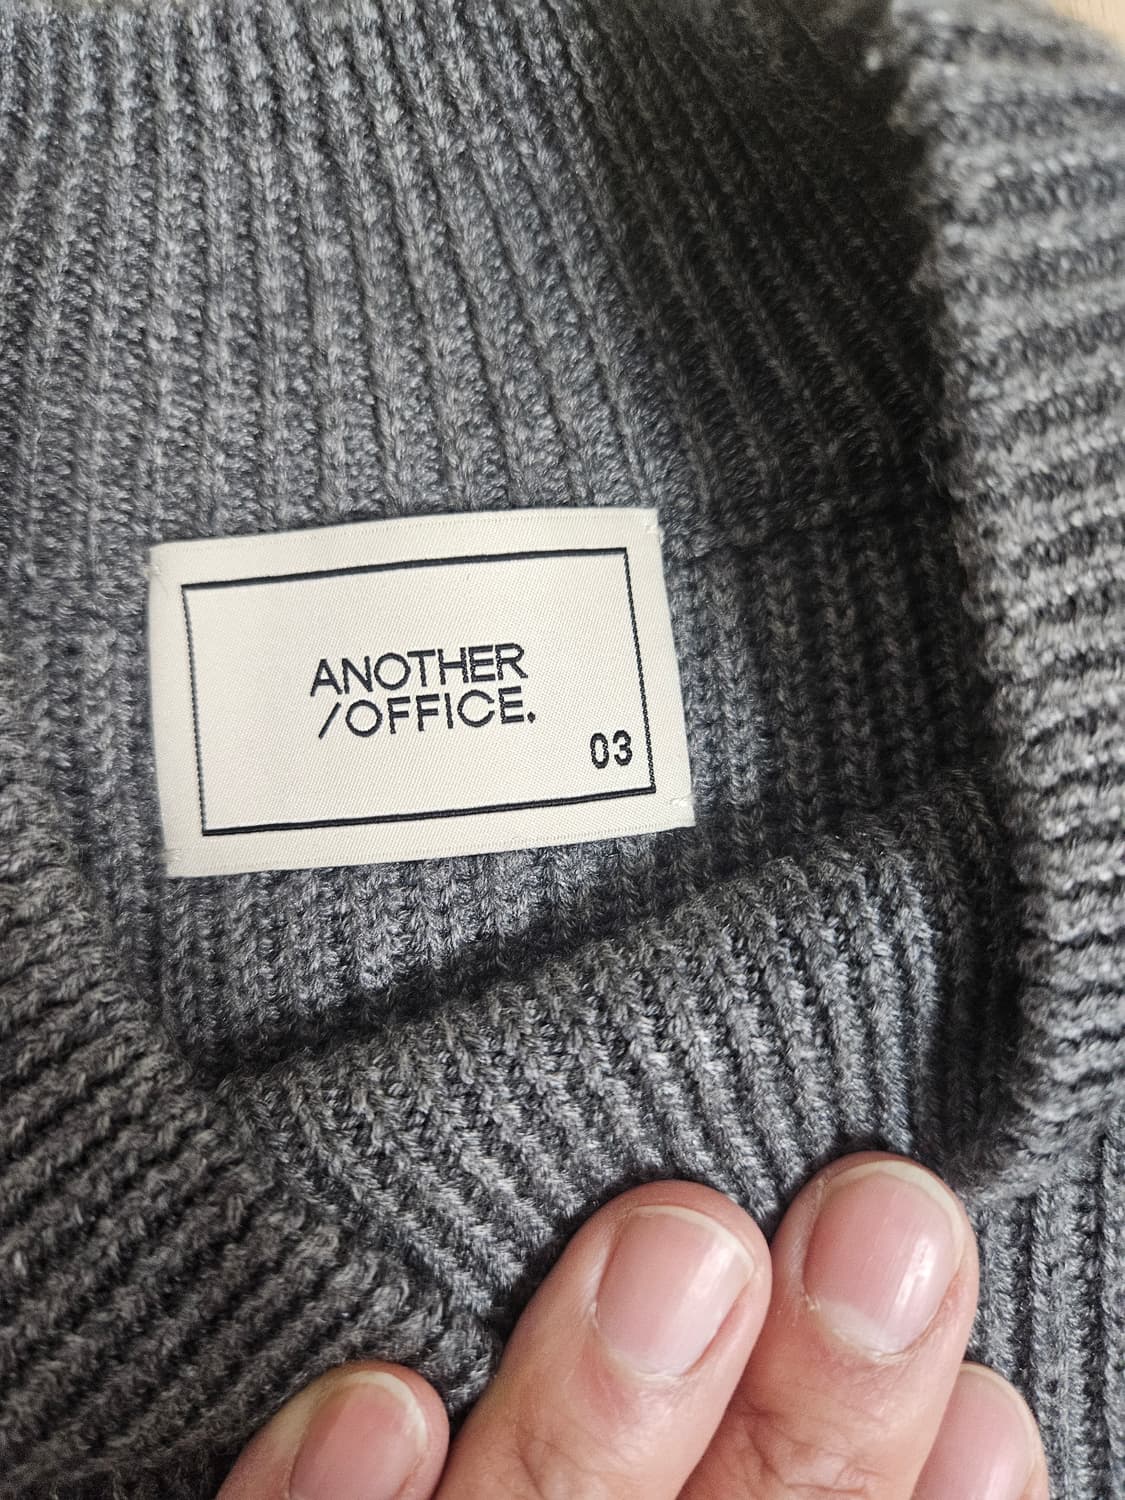 ANOTHER
/OFFICE.
03